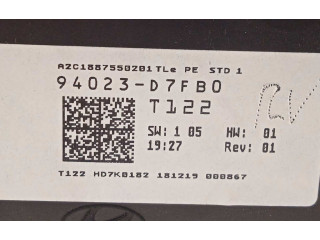 A2C1887550201 TLe PE STD 1
94023-D7FB0
T122
SW: 1 05 HW: 01
19:27 Rev: 01
T122 HD7K0182 181219 000867